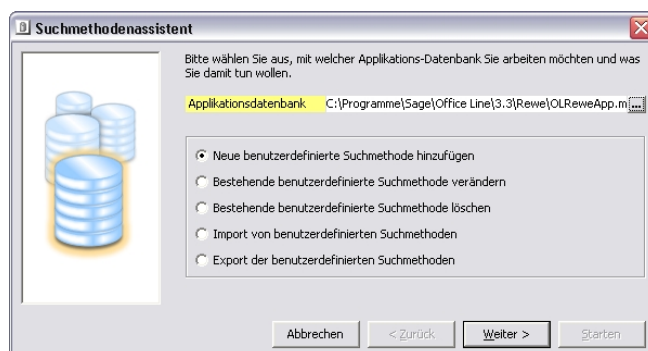 Suchmethodenassistent
Bitte wählen Sie aus, mit welcher Applikations-Datenbank Sie arbeiten möchten und was
Sie damit tun wollen.
Applikationsdatenbank C:\Programme\Sage\Office Line\3.3\Rewe\OLReweApp.m ...
Neue benutzerdefinierte Suchmethode hinzufügen
Bestehende benutzerdefinierte Suchmethode verändern
Bestehende benutzerdefinierte Suchmethode löschen
Import von benutzerdefinierten Suchmethoden
Export der benutzerdefinierten Suchmethoden
Abbrechen < Zurück Weiter > Starten